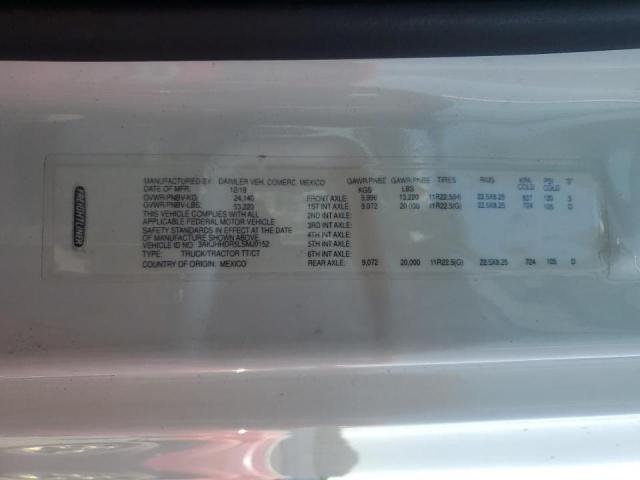 FREIGHTLINER
MANUFACTURED BY: DAIMLER VEH. COMERC. MEXICO
DATE OF MFR: 12/19
GVWR/PNBV-KG: 24,140
GVWR/PNBV-LBS: 53,220
THIS VEHICLE COMPLIES WITH ALL
APPLICABLE FEDERAL MOTOR VEHICLE
SAFETY STANDARDS IN EFFECT AT DATE
OF MANUFACTURE SHOWN ABOVE
VEHICLE ID NO.: 3AKJHHDR5LSMJ0152
TYPE: TRUCK/TRACTOR TT/CT
COUNTRY OF ORIGIN: MEXICO
GAWR/PNBE GAWR/PNBE TIRES RIMS KPA/ PSI "S"
KGS LBS COLD COLD
FRONT AXLE: 5,996 13,220 11R22.5(H) 22.5X8.25 827 120 S
1ST INT AXLE: 9,072 20,000 11R22.5(G) 22.5X8.25 724 105 D
2ND INT AXLE:
3RD INT AXLE:
4TH INT AXLE:
5TH INT AXLE:
6TH INT AXLE:
REAR AXLE: 9,072 20,000 11R22.5(G) 22.5X8.25 724 105 D